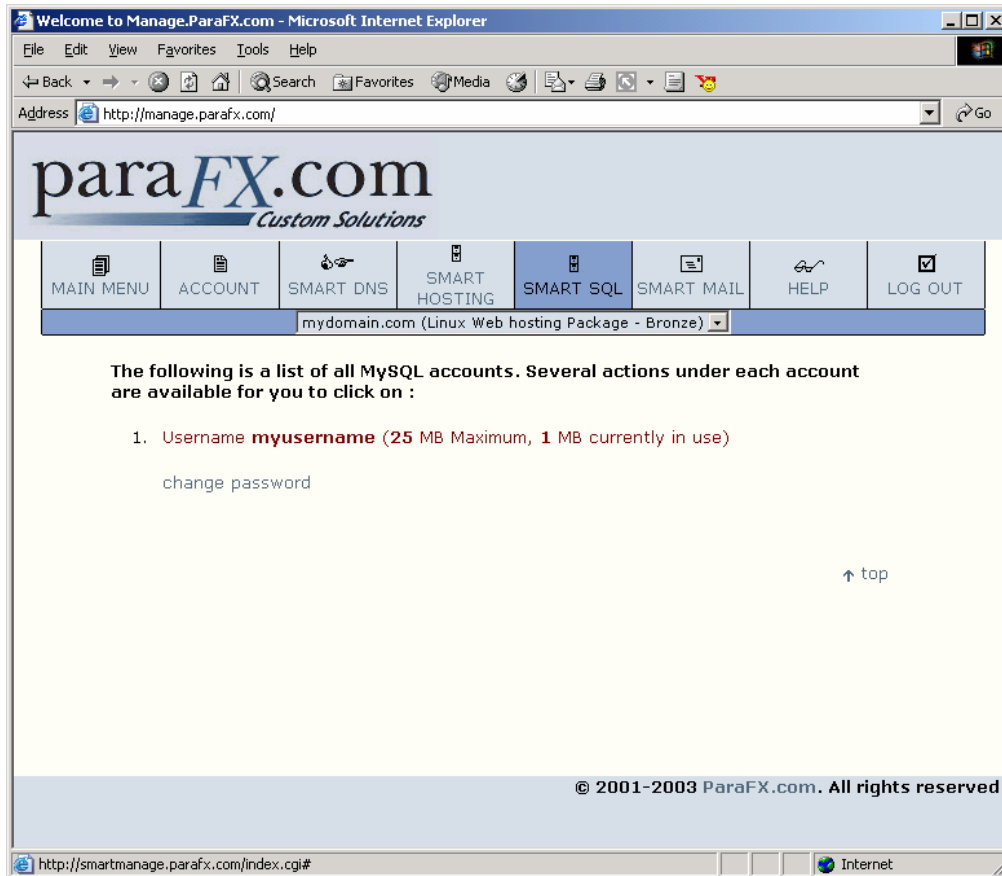 Welcome to Manage.ParaFX.com - Microsoft Internet Explorer
File Edit View Favorites Tools Help
Back Search Favorites Media
Address http://manage.parafx.com/ Go
paraFX.com
Custom Solutions
MAIN MENU ACCOUNT SMART DNS SMART HOSTING SMART SQL SMART MAIL HELP LOG OUT
mydomain.com (Linux Web hosting Package - Bronze)
The following is a list of all MySQL accounts. Several actions under each account
are available for you to click on :
1. Username myusername (25 MB Maximum, 1 MB currently in use)
change password
top
© 2001-2003 ParaFX.com. All rights reserved
http://smartmanage.parafx.com/index.cgi# Internet